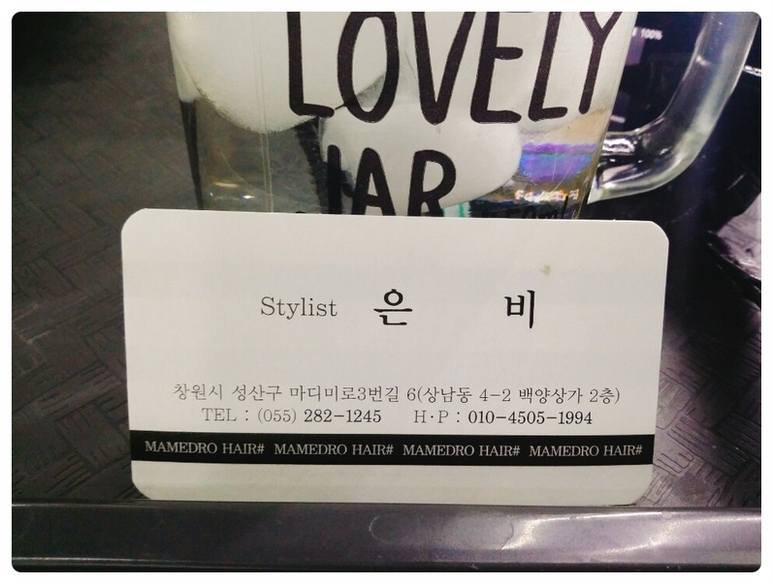 100%
LOVELY
JAR
Stylist 은 비
창원시 성산구 마디미로3번길 6(상남동 4-2 백양상가 2층)
TEL : (055) 282-1245 H·P : 010-4505-1994
MAMEDRO HAIR# MAMEDRO HAIR# MAMEDRO HAIR# MAMEDRO HAIR#